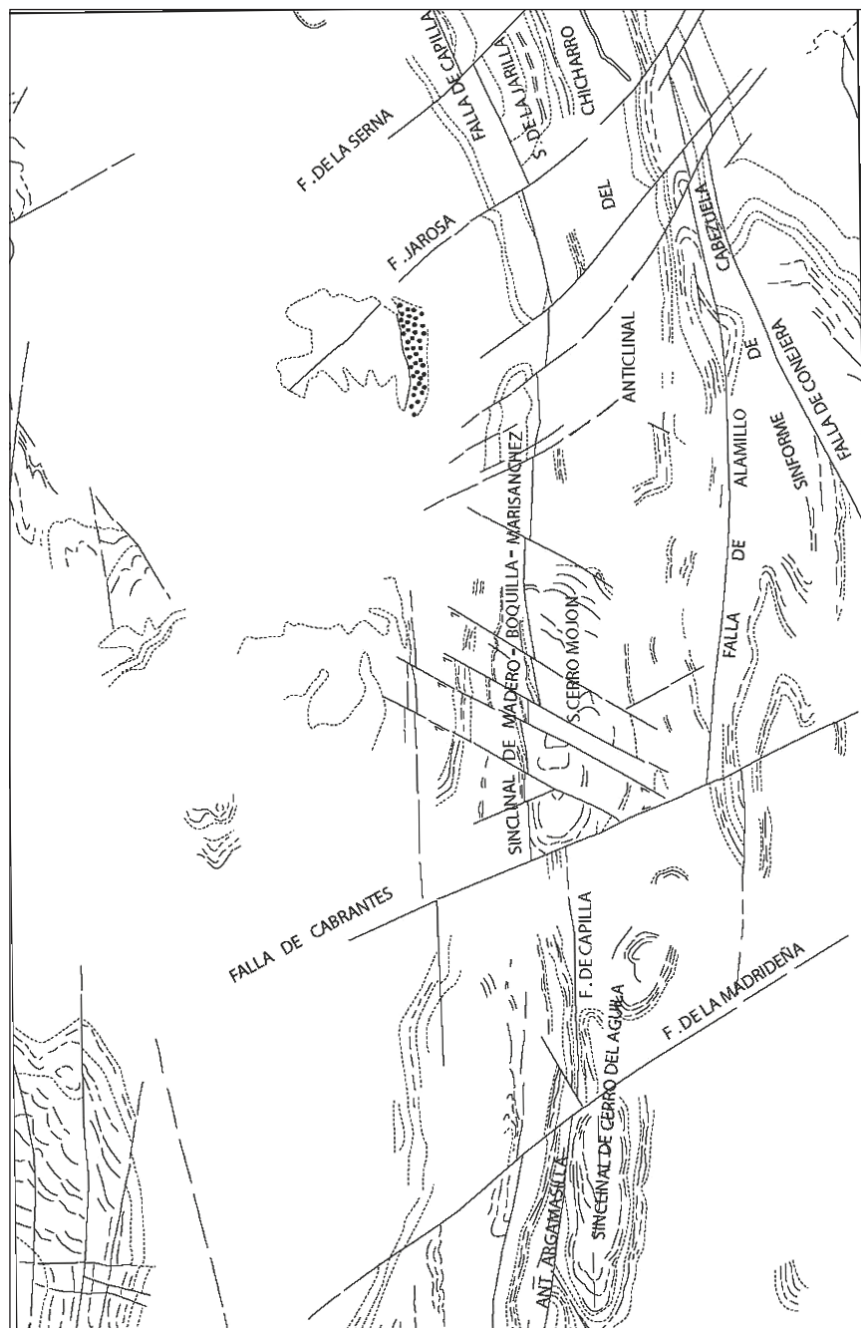 FALLA DE CAPILLA
S. DE LA JARILLA
CHICHARRO
F. DE LA SERNA
F. JAROSA
DEL
CABEZUELA
ANTICLINAL
DE
FALLA DE CONEJERA
SINFORME
ALAMILLO
DE
FALLA
SINCLINAL DE MADERO - BOQUILLA - MARISANCHEZ
S. CERRO MOJON
FALLA DE CABRANTES
F. DE CAPILLA
F. DE LA MADRIDEÑA
SINCLINAL DE CERRO DEL AGUILA
ANT. ARGAMASILLA